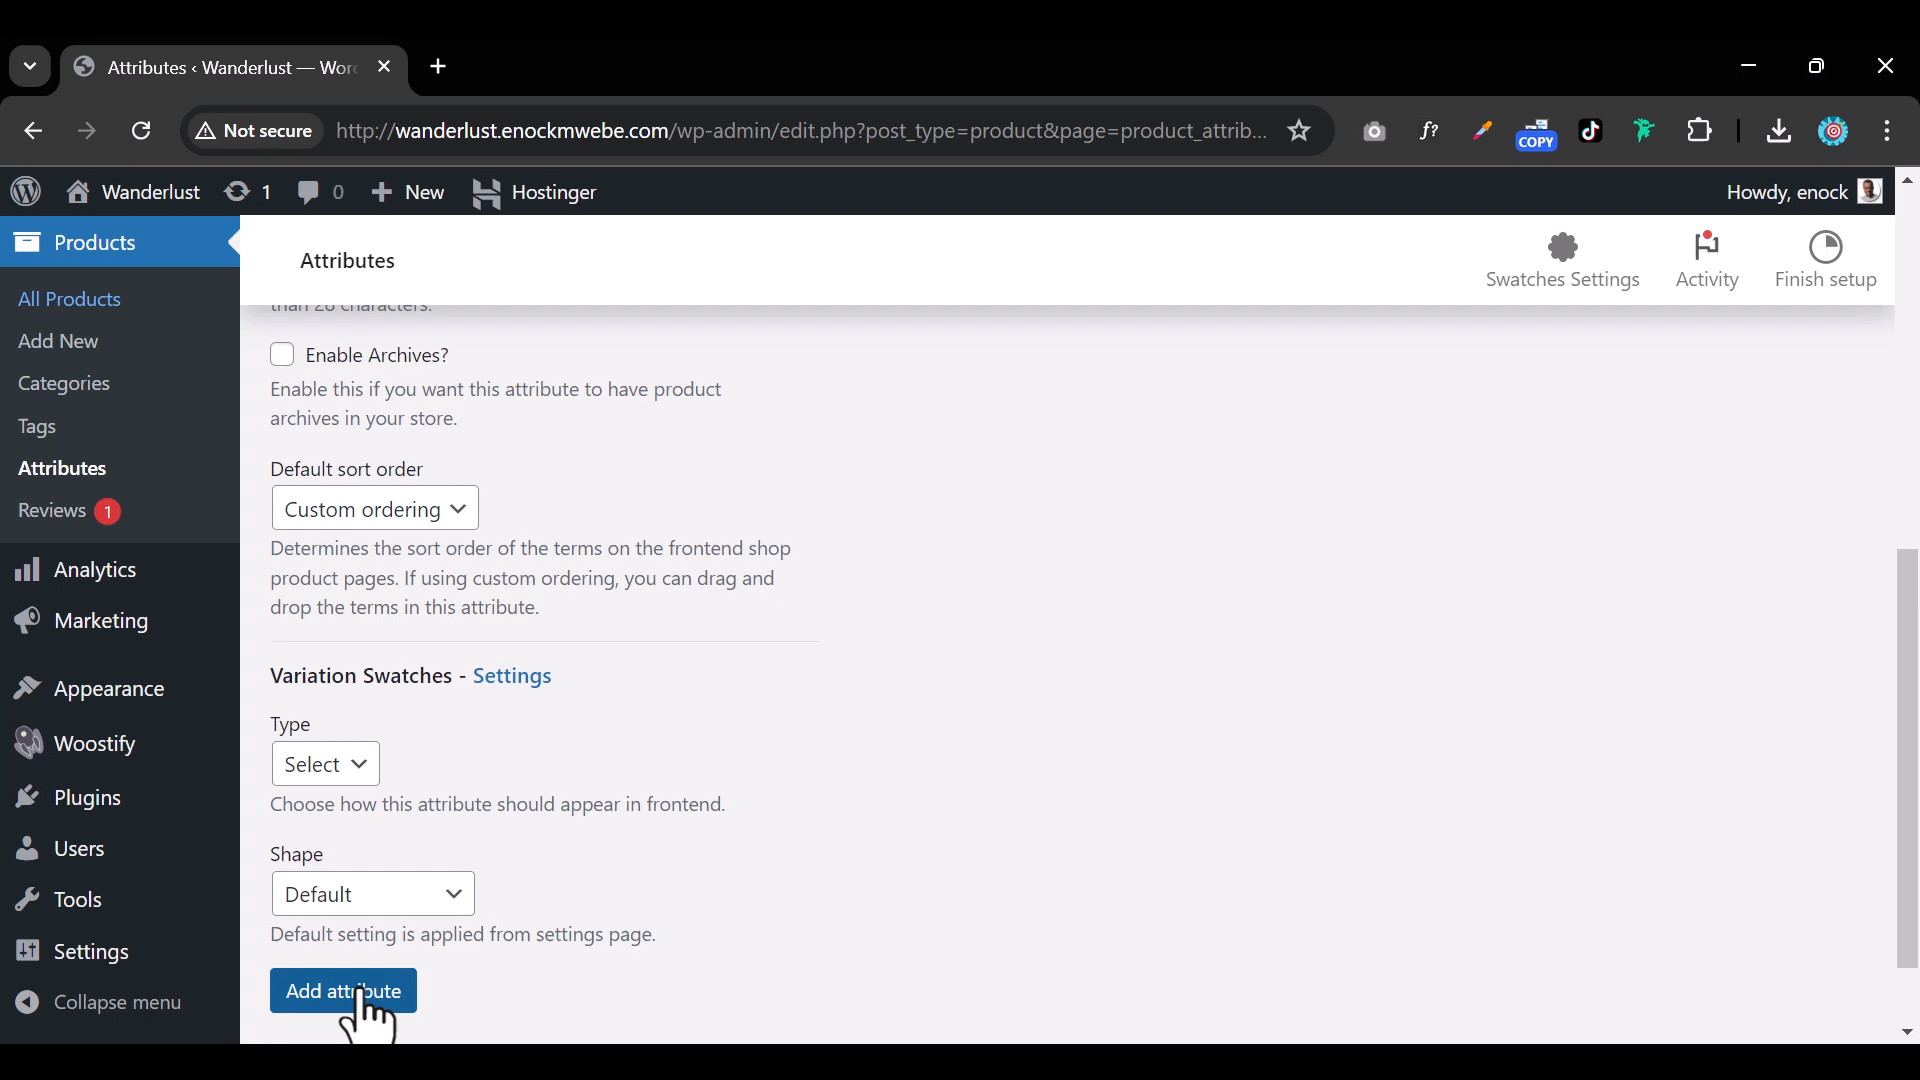 Attributes ‹ Wanderlust — Wor
Not secure
http://wanderlust.enockmwebe.com/wp-admin/edit.php?post_type=product&page=product_attrib...
f?
COPY
Wanderlust
1
0
New
Hostinger
Howdy, enock
Products
All Products
Add New
Categories
Tags
Attributes
Reviews 1
Analytics
Marketing
Appearance
Woostify
Plugins
Users
Tools
Settings
Collapse menu
Attributes
Swatches Settings
Activity
Finish setup
than 28 characters.
Enable Archives?
Enable this if you want this attribute to have product
archives in your store.
Default sort order
Custom ordering
Determines the sort order of the terms on the frontend shop
product pages. If using custom ordering, you can drag and
drop the terms in this attribute.
Variation Swatches - Settings
Type
Select
Choose how this attribute should appear in frontend.
Shape
Default
Default setting is applied from settings page.
Add attribute